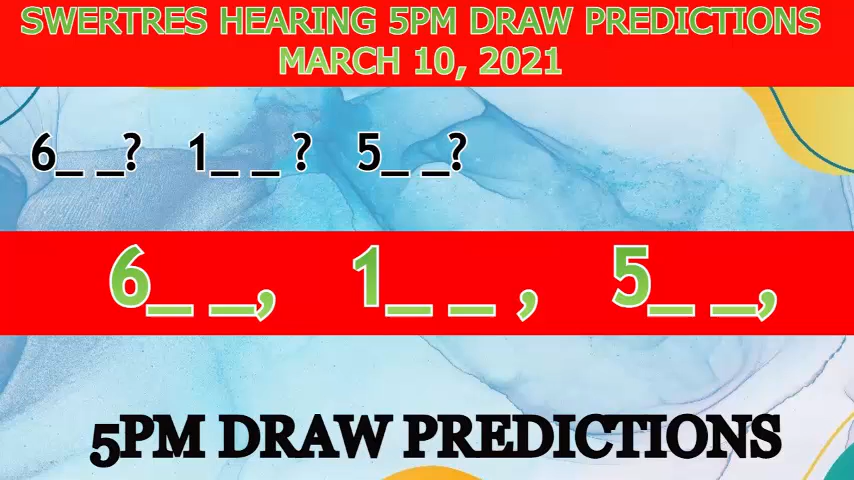 SWERTRES HEARING 5PM DRAW PREDICTIONS
MARCH 10, 2021
6_ _? 1_ _ ? 5_ _?
6_ _, 1_ _ , 5_ _,
5PM DRAW PREDICTIONS